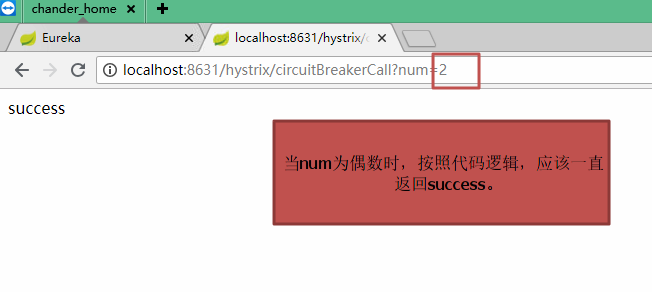 chander_home
Eureka
localhost:8631/hystrix/c
localhost:8631/hystrix/circuitBreakerCall?num=2
success
当num为偶数时，按照代码逻辑，应该一直
返回success。